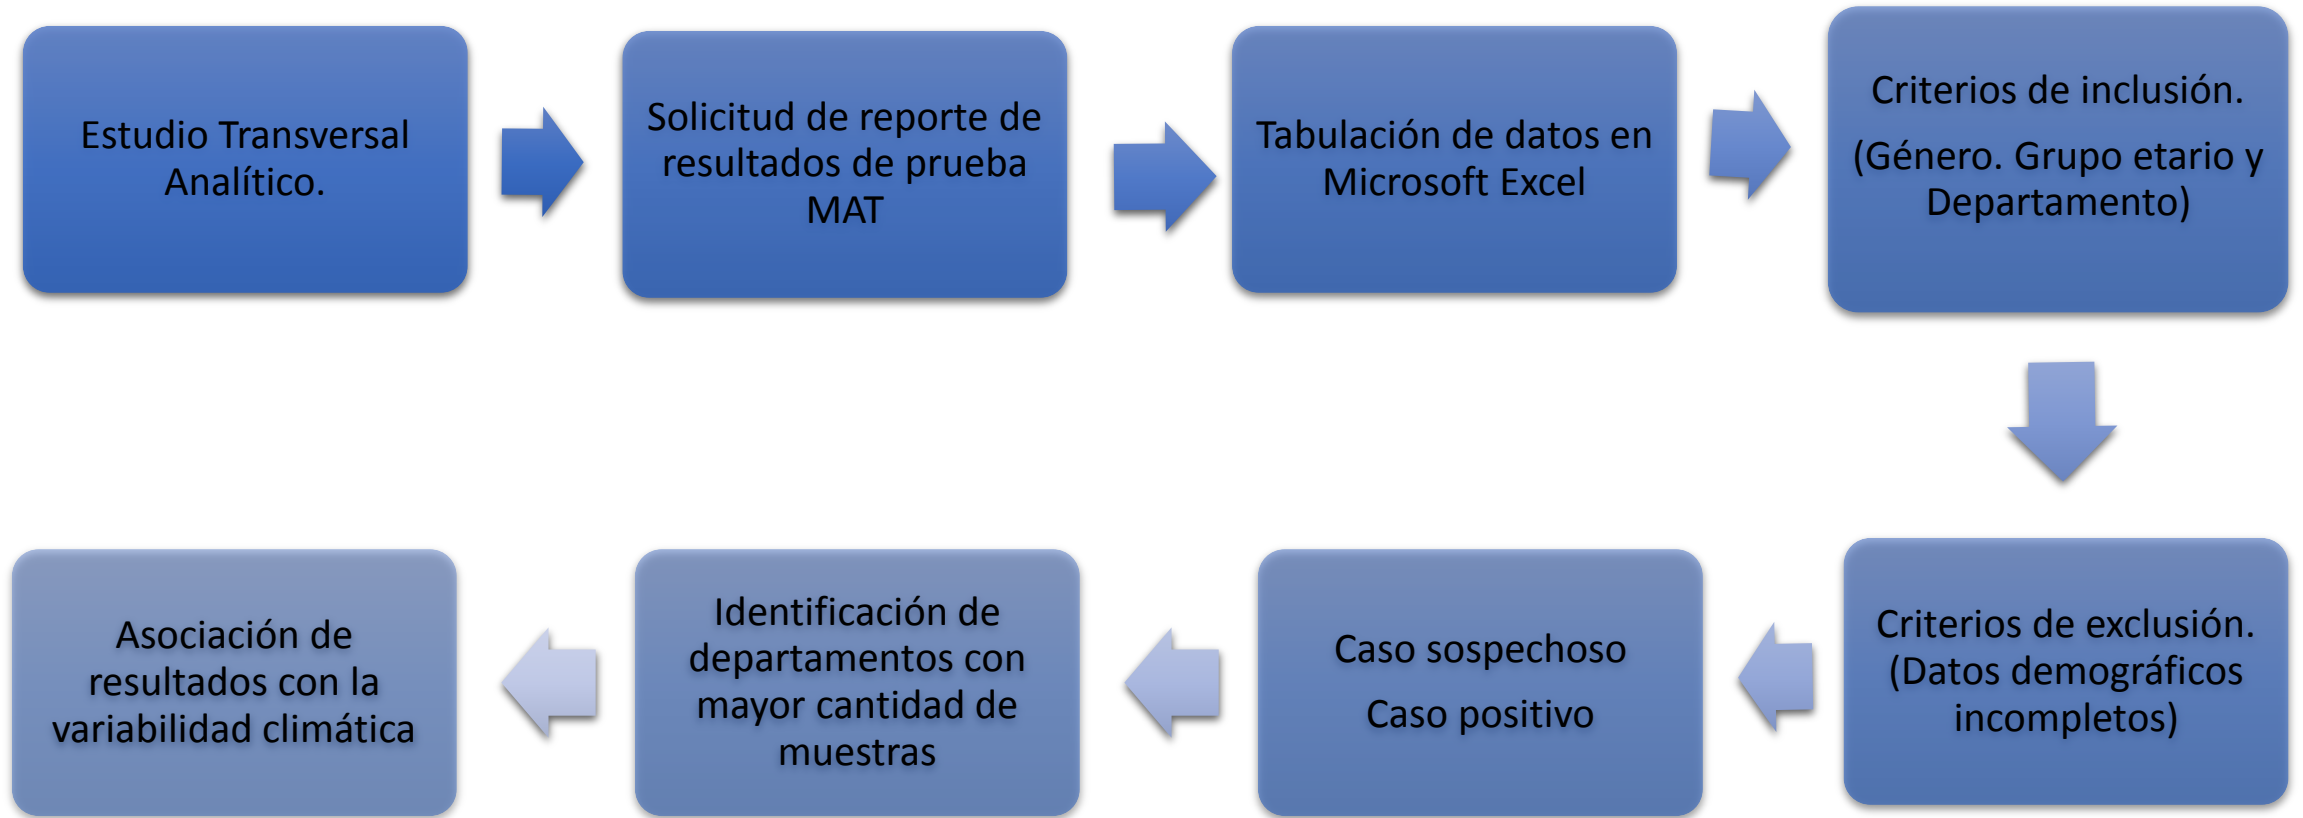 Estudio Transversal
Analítico.
Solicitud de reporte de
resultados de prueba
MAT
Tabulación de datos en
Microsoft Excel
Criterios de inclusión.
(Género. Grupo etario y
Departamento)
Criterios de exclusión.
(Datos demográficos
incompletos)
Caso sospechoso
Caso positivo
Identificación de
departamentos con
mayor cantidad de
muestras
Asociación de
resultados con la
variabilidad climática